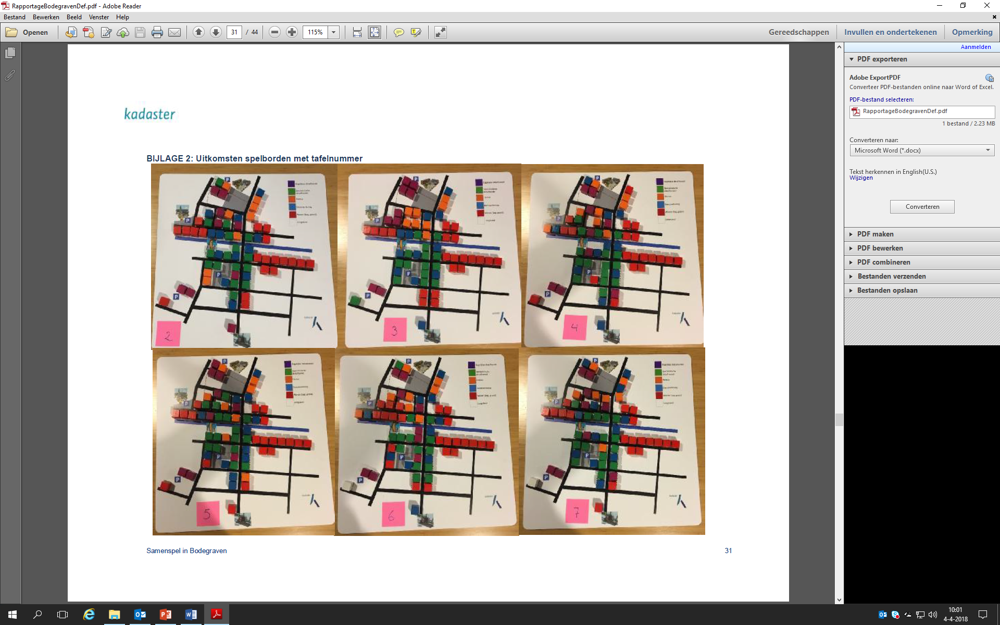 RapportageBodegravenDef.pdf - Adobe Reader
Bestand Bewerken Beeld Venster Help
Openen
31 / 44
115%
Gereedschappen Invullen en ondertekenen Opmerking
Aanmelden
PDF exporteren
Adobe ExportPDF
Converteer PDF-bestanden online naar Word of Excel.
PDF-bestand selecteren:
RapportageBodegravenDef.pdf
1 bestand / 2.23 MB
Converteren naar:
Microsoft Word (*.docx)
Tekst herkennen in English(U.S.)
Wijzigen
Converteren
PDF maken
PDF bewerken
PDF combineren
Bestanden verzenden
Bestanden opslaan
kadaster
BIJLAGE 2: Uitkomsten spelborden met tafelnummer
P
P
P
P
2
P
P
P
3
P
P
P
P
4
P
P
P
P
5
P
P
P
P
6
P
P
P
P
7
Samenspel in Bodegraven
31
10:01
4-4-2018